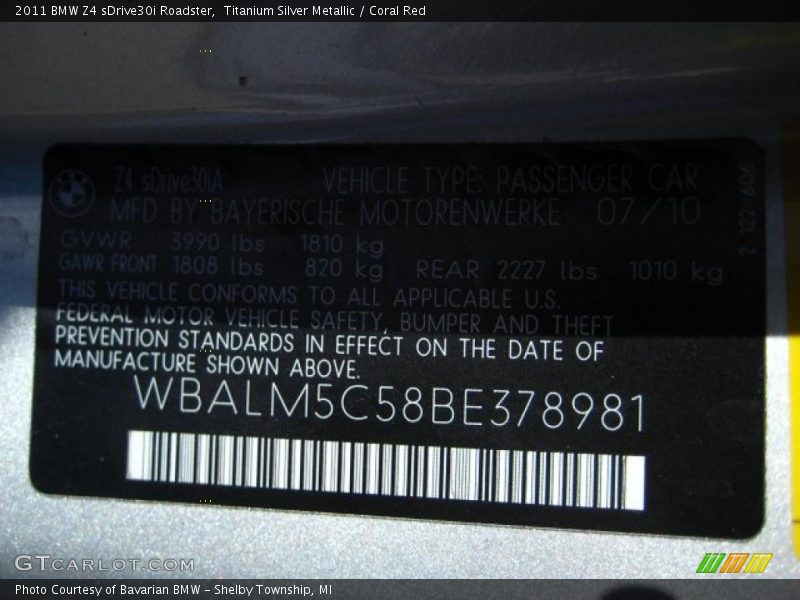 2011 BMW Z4 sDrive30i Roadster,  Titanium Silver Metallic / Coral Red
Z4 sDrive30iA VEHICLE TYPE: PASSENGER CAR
MFD BY BAYERISCHE MOTORENWERKE 07/10
GVWR 3990 lbs 1810 kg
GAWR FRONT 1808 lbs 820 kg REAR 2227 lbs 1010 kg
THIS VEHICLE CONFORMS TO ALL APPLICABLE U.S.
FEDERAL MOTOR VEHICLE SAFETY, BUMPER AND THEFT
PREVENTION STANDARDS IN EFFECT ON THE DATE OF
MANUFACTURE SHOWN ABOVE.
WBALM5C58BE378981
GTCARLOT.COM
Photo Courtesy of Bavarian BMW – Shelby Township, MI